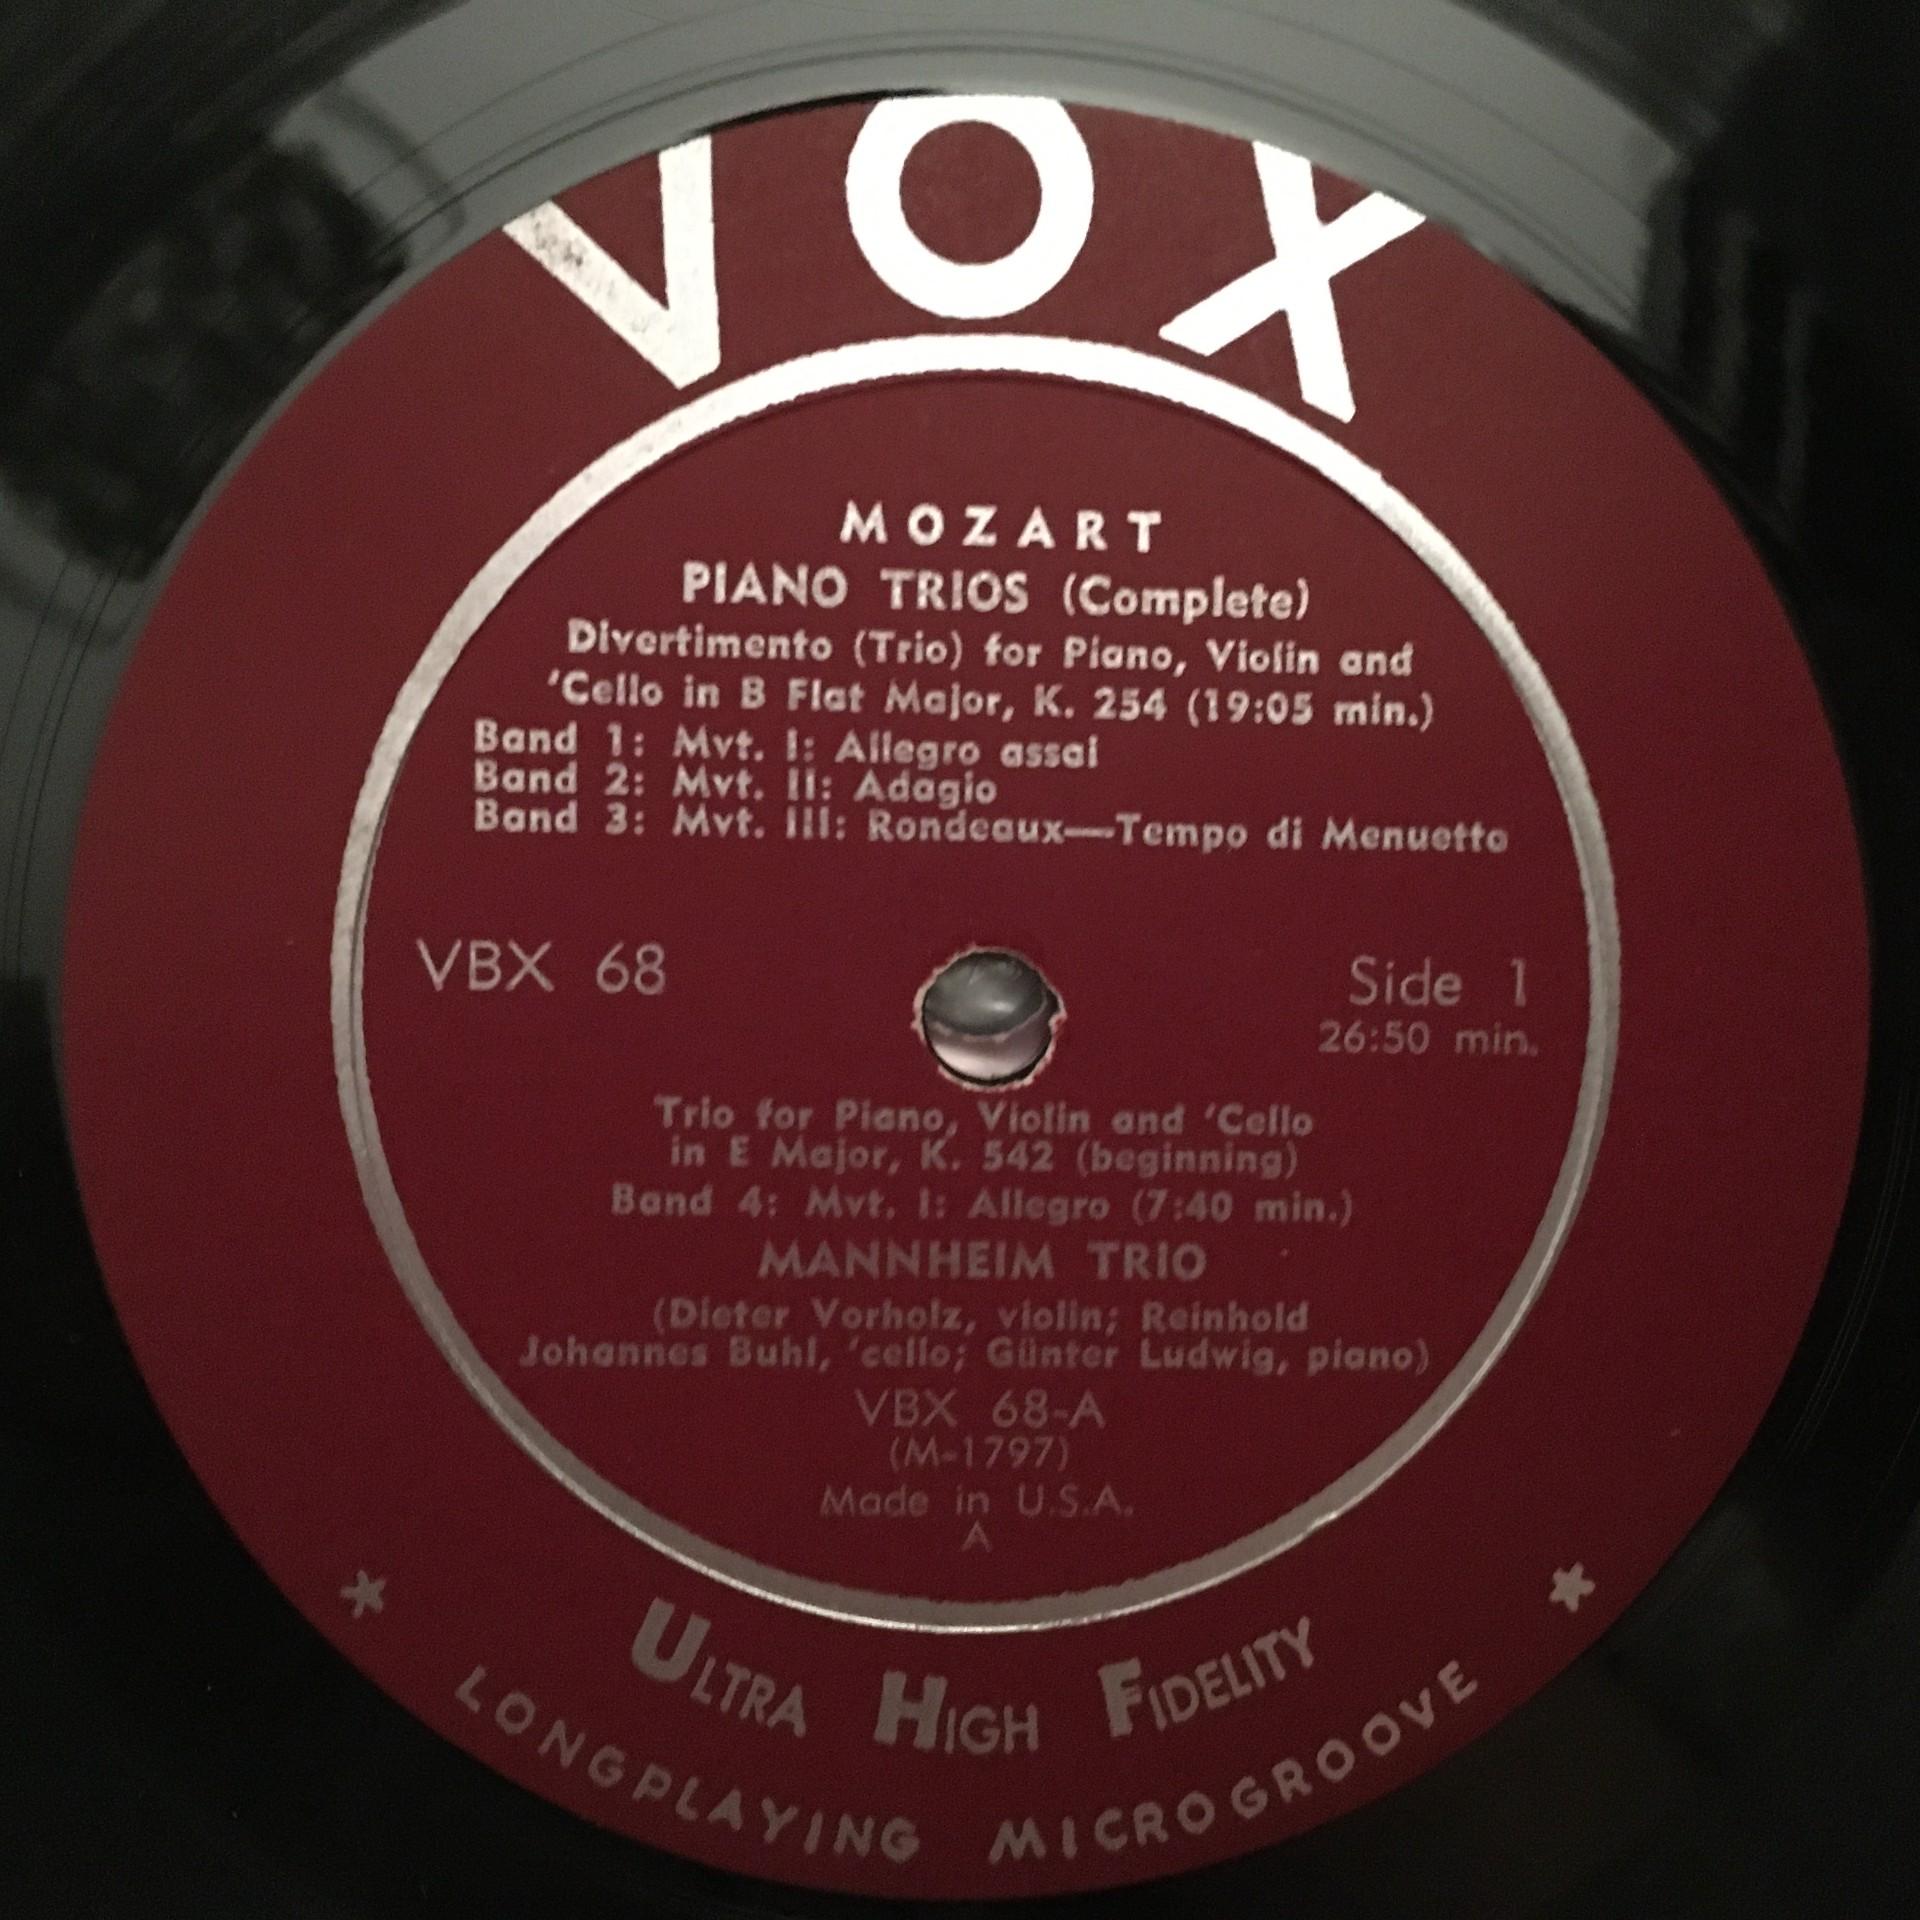 VOX
MOZART
PIANO TRIOS (Complete)
Divertimento (Trio) for Piano, Violin and
'Cello in B Flat Major, K. 254 (19:05 min.)
Band 1: Mvt. I: Allegro assai
Band 2: Mvt. II: Adagio
Band 3: Mvt. III: Rondeaux—Tempo di Menuetto
VBX 68
Side 1
26:50 min.
Trio for Piano, Violin and 'Cello
in E Major, K. 542 (beginning)
Band 4: Mvt. I: Allegro (7:40 min.)
MANNHEIM TRIO
(Dieter Vorholz, violin; Reinhold
Johannes Buhl, 'cello; Günter Ludwig, piano)
VBX 68-A
(M-1797)
Made in U.S.A.
A
ULTRA HIGH FIDELITY
* LONGPLAYING MICROGROOVE *